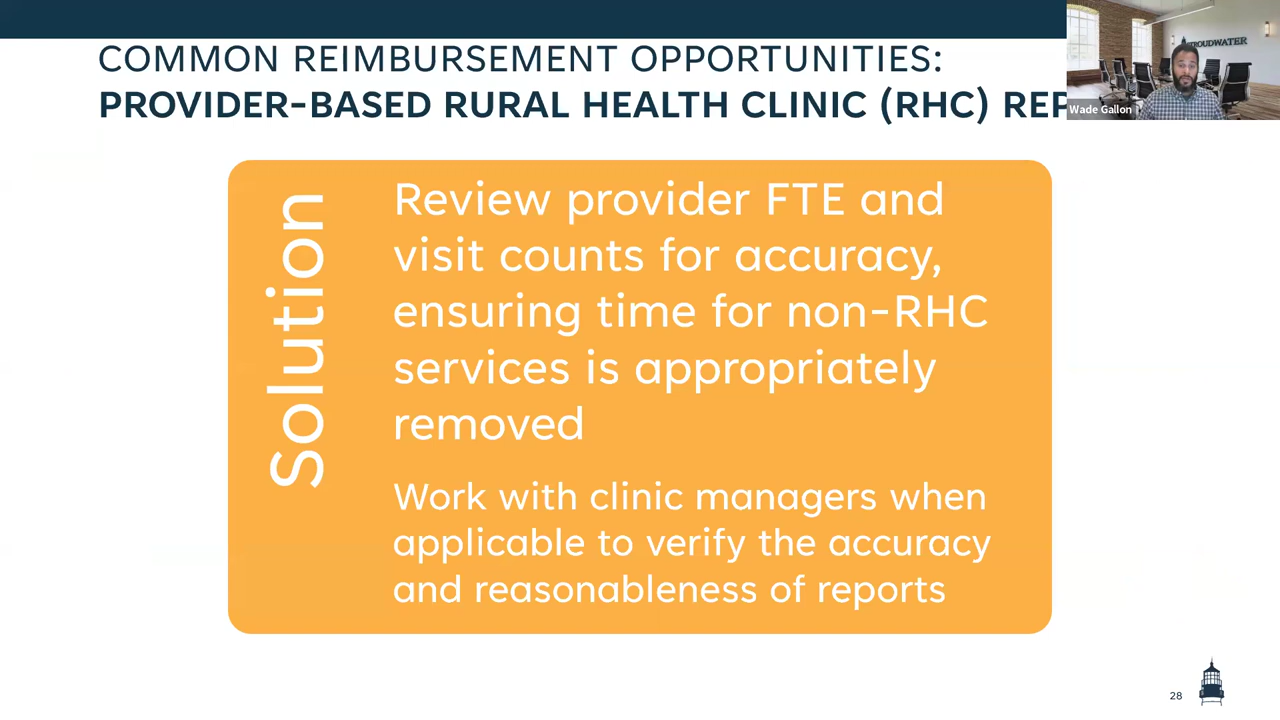 COMMON REIMBURSEMENT OPPORTUNITIES:
PROVIDER-BASED RURAL HEALTH CLINIC (RHC)
STROUDWATER
Wade Gallon
Solution
Review provider FTE and
visit counts for accuracy,
ensuring time for non-RHC
services is appropriately
removed
Work with clinic managers when
applicable to verify the accuracy
and reasonableness of reports
28